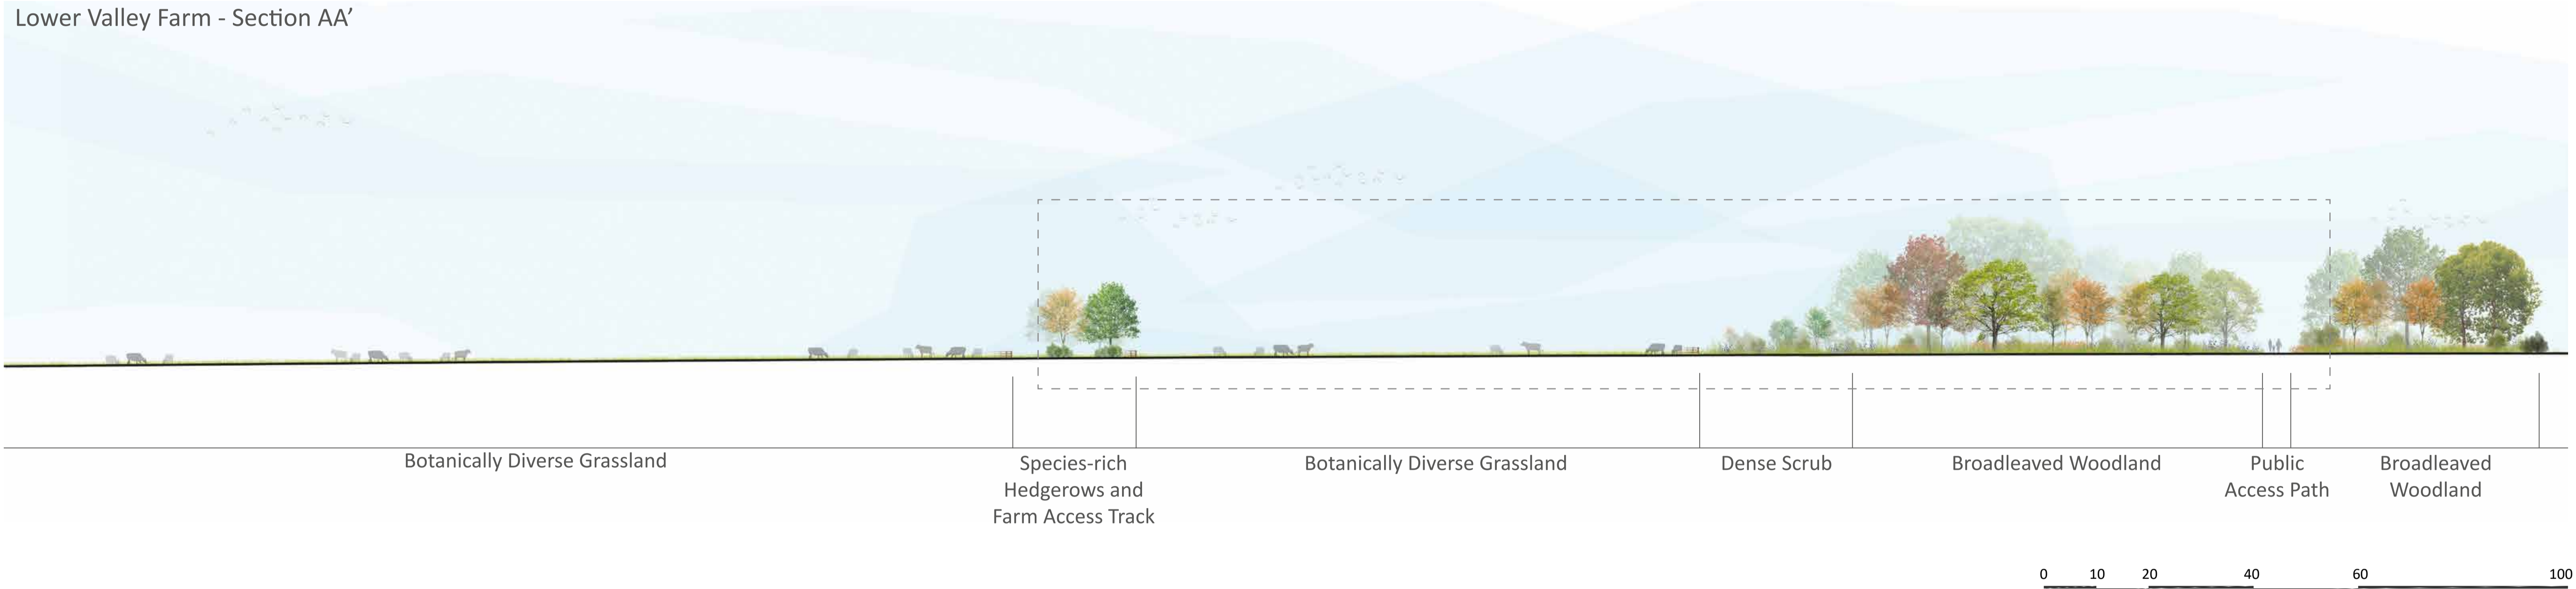 Lower Valley Farm - Section AA’
Botanically Diverse Grassland
Species-rich
Hedgerows and
Farm Access Track
Botanically Diverse Grassland
Dense Scrub
Broadleaved Woodland
Public
Access Path
Broadleaved
Woodland
0 10 20 40 60 100